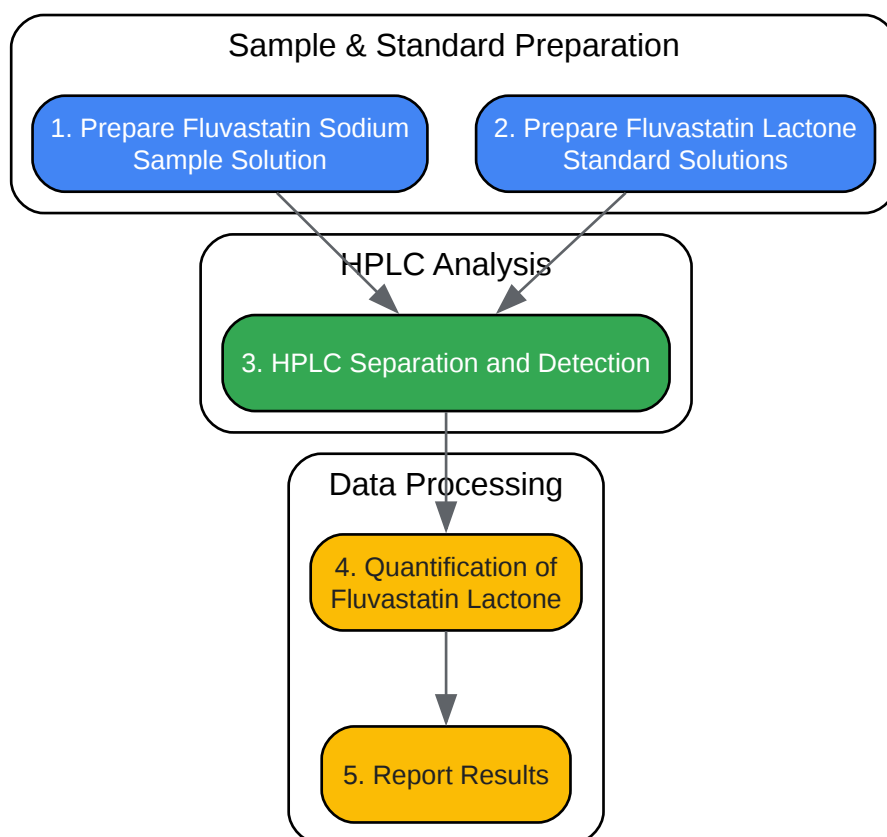 Sample & Standard Preparation
1. Prepare Fluvastatin Sodium
Sample Solution
2. Prepare Fluvastatin Lactone
Standard Solutions
HPLC Analysis
3. HPLC Separation and Detection
Data Processing
4. Quantification of
Fluvastatin Lactone
5. Report Results